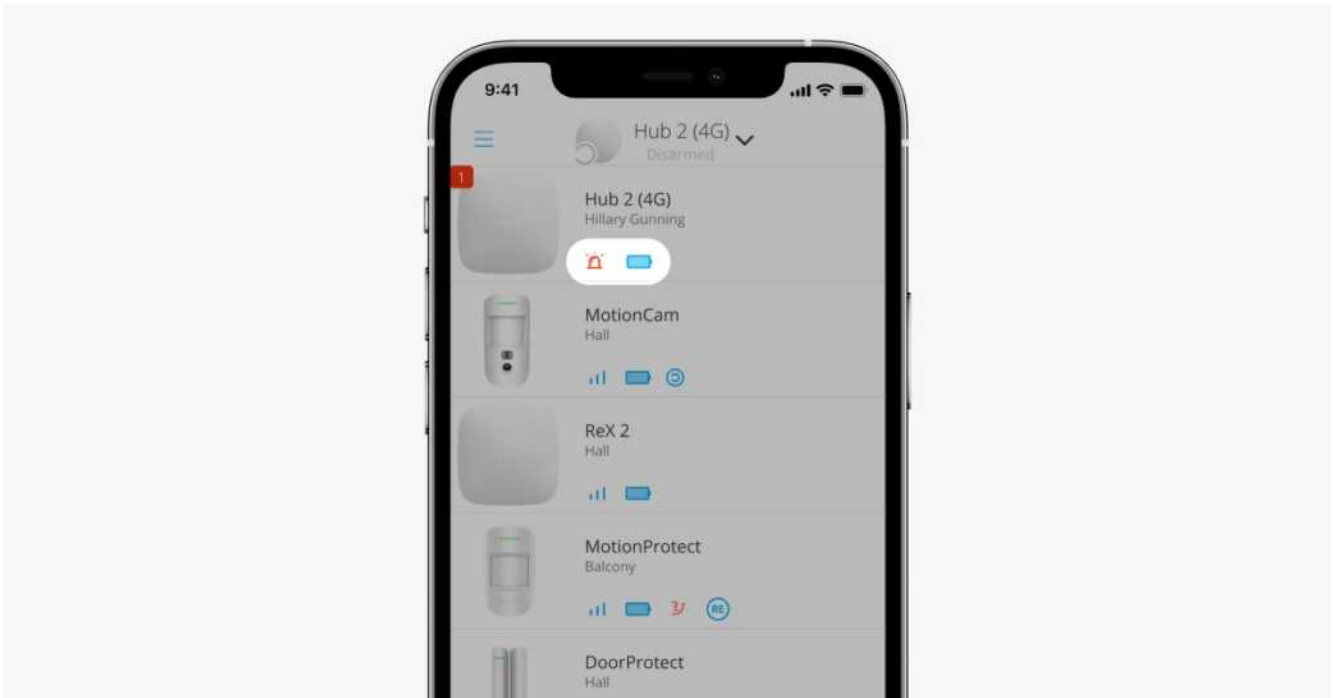 9:41
Hub 2 (4G)
Disarmed
1
Hub 2 (4G)
Hillary Gunning
MotionCam
Hall
ReX 2
Hall
MotionProtect
Balcony
RE
DoorProtect
Hall